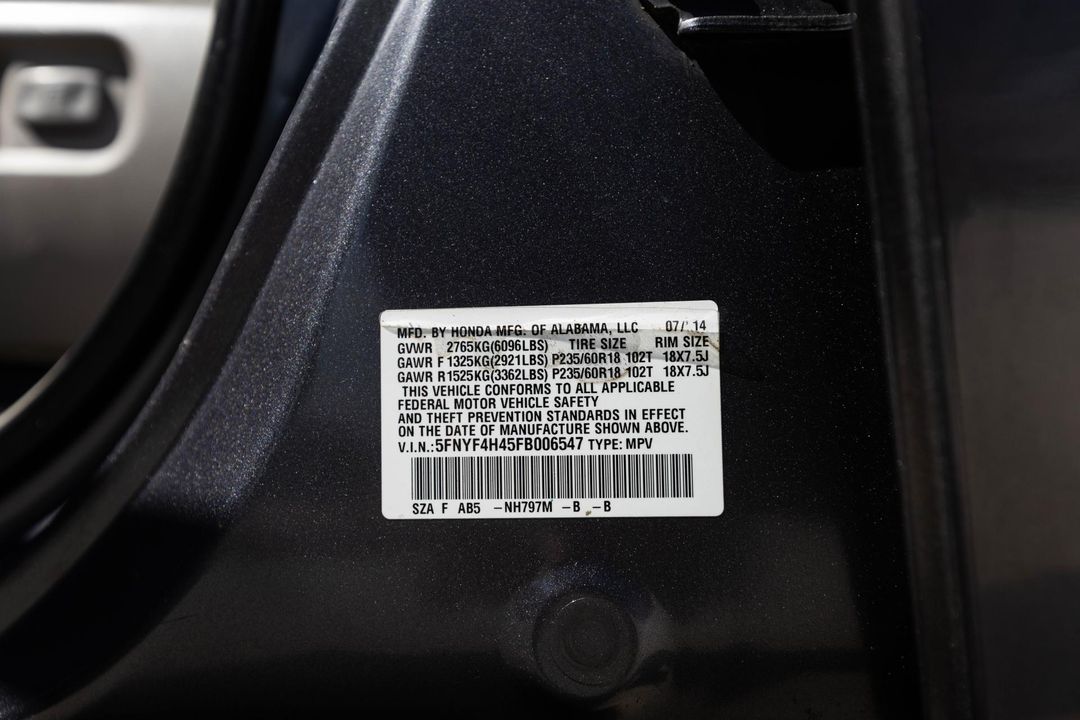 MFD. BY HONDA MFG. OF ALABAMA, LLC 07/14
GVWR 2765KG(6096LBS) TIRE SIZE RIM SIZE
GAWR F 1325KG(2921LBS) P235/60R18 102T 18X7.5J
GAWR R1525KG(3362LBS) P235/60R18 102T 18X7.5J
THIS VEHICLE CONFORMS TO ALL APPLICABLE
FEDERAL MOTOR VEHICLE SAFETY
AND THEFT PREVENTION STANDARDS IN EFFECT
ON THE DATE OF MANUFACTURE SHOWN ABOVE.
V.I.N.:5FNYF4H45FB006547 TYPE: MPV
SZA F AB5 -NH797M -B -B